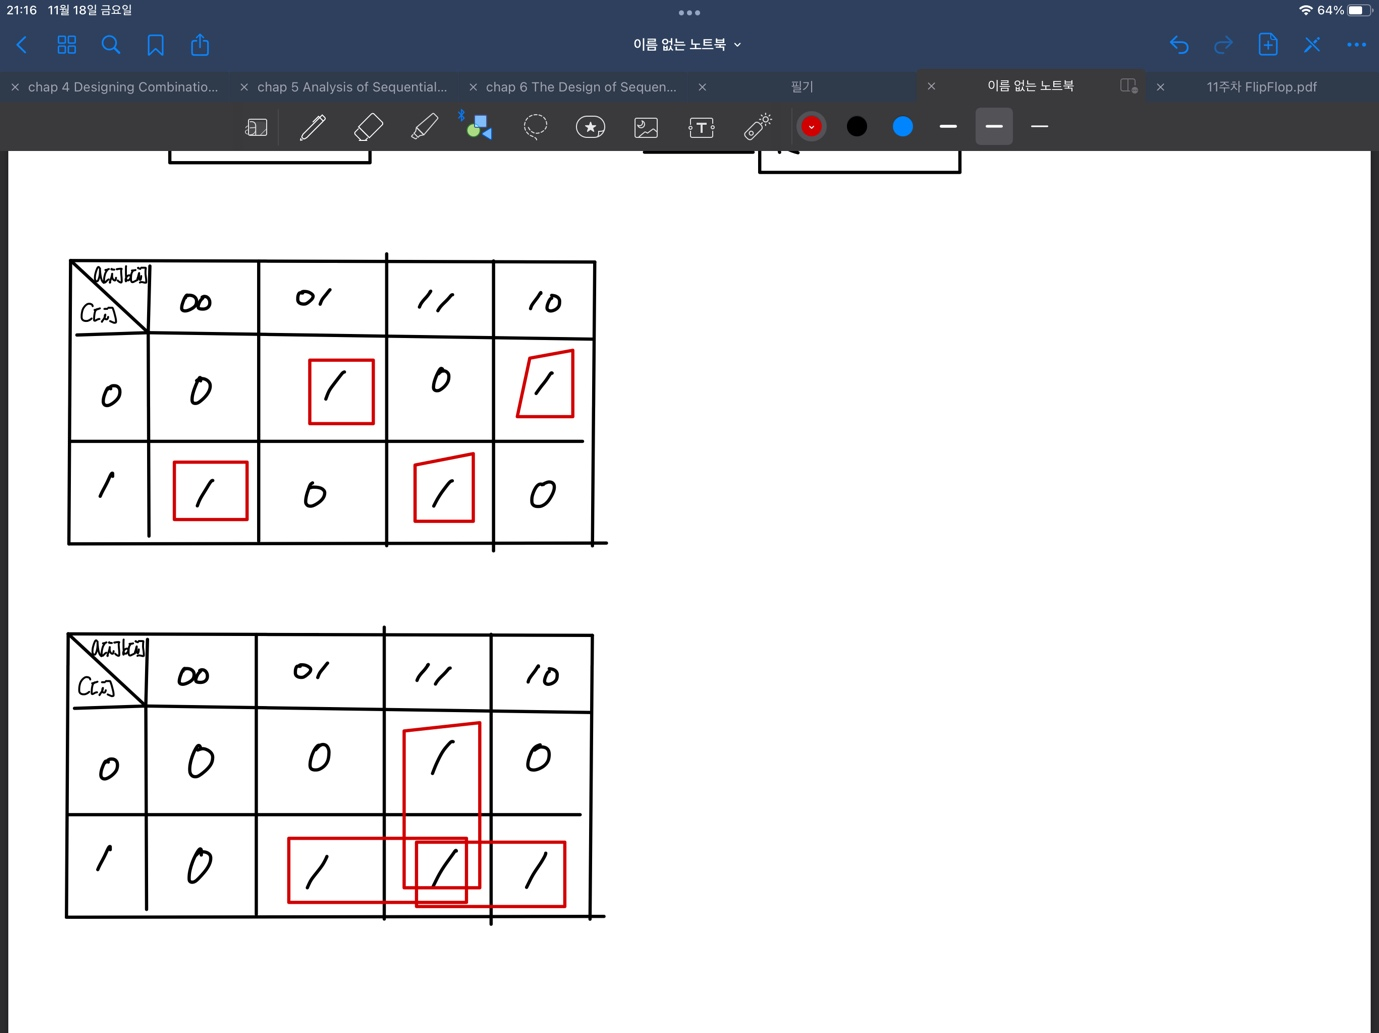 21:16 11월 18일 금요일 64%
이름 없는 노트북
chap 4 Designing Combinatio... chap 5 Analysis of Sequential... chap 6 The Design of Sequen... 필기 이름 없는 노트북 11주차 FlipFlop.pdf
a[i]b[i]
C[i] 00 01 11 10
0 0 1 0 1
1 1 0 1 0
a[i]b[i]
C[i] 00 01 11 10
0 0 0 1 0
1 0 1 1 1